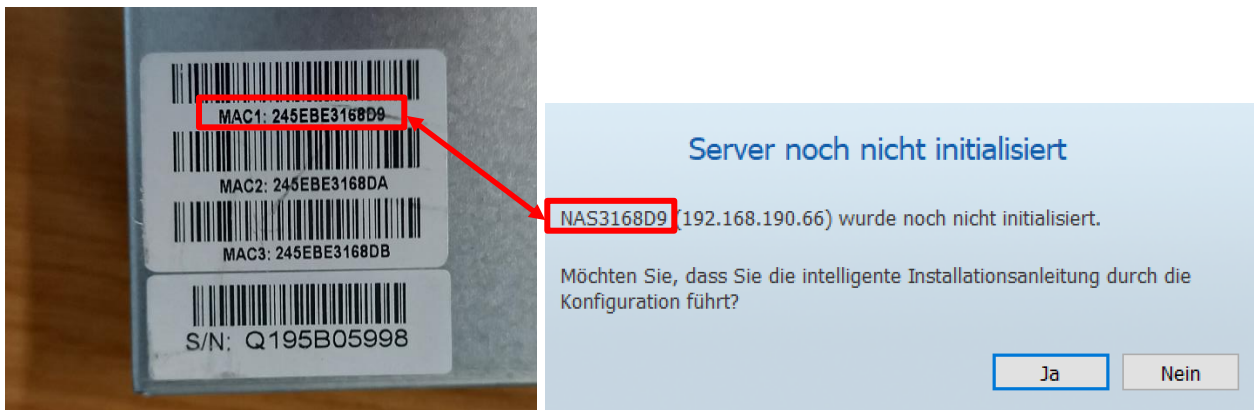 MAC1: 245EBE3168D9
MAC2: 245EBE3168DA
MAC3: 245EBE3168DB
S/N: Q195B05998
Server noch nicht initialisiert
NAS3168D9 (192.168.190.66) wurde noch nicht initialisiert.
Möchten Sie, dass Sie die intelligente Installationsanleitung durch die
Konfiguration führt?
Ja
Nein